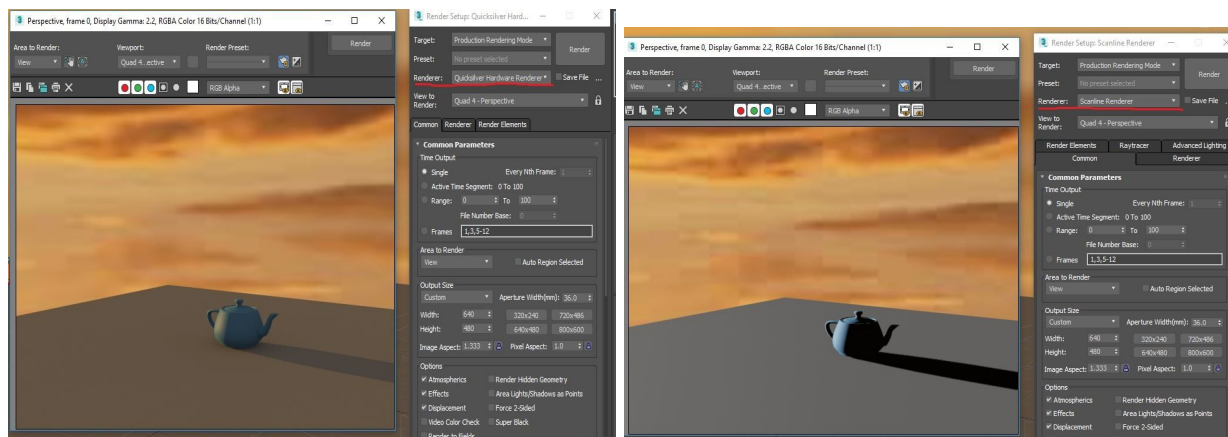 Perspective, frame 0, Display Gamma: 2.2, RGBA Color 16 Bits/Channel (1:1)
Area to Render:
Viewport:
Render Preset:
Render
View
Quad 4...ective
RGB Alpha
Render Setup: Quicksilver Hard...
Target:
Production Rendering Mode
Preset:
No preset selected
Render
Renderer:
Quicksilver Hardware Renderer
Save File
...
View to
Render:
Quad 4 - Perspective
Common
Renderer
Render Elements
Common Parameters
Time Output
Single
Every Nth Frame: 1
Active Time Segment: 0 To 100
Range: 0 To 100
File Number Base: 0
Frames 1,3,5-12
Area to Render
View
Auto Region Selected
Output Size
Custom
Aperture Width(mm): 36.0
Width: 640 320x240 720x486
Height: 480 640x480 800x600
Image Aspect: 1.333 Pixel Aspect: 1.0
Options
Atmospherics
Render Hidden Geometry
Effects
Area Lights/Shadows as Points
Displacement
Force 2-Sided
Video Color Check
Super Black
Render to Fields
Perspective, frame 0, Display Gamma: 2.2, RGBA Color 16 Bits/Channel (1:1)
Area to Render:
Viewport:
Render Preset:
Render
View
Quad 4...ective
RGB Alpha
Render Setup: Scanline Renderer
Target:
Production Rendering Mode
Preset:
No preset selected
Render
Renderer:
Scanline Renderer
Save File
View to
Render:
Quad 4 - Perspective
Render Elements
Raytracer
Advanced Lighting
Common
Renderer
Common Parameters
Time Output
Single
Every Nth Frame: 1
Active Time Segment: 0 To 100
Range: 0 To 100
File Number Base: 0
Frames 1,3,5-12
Area to Render
View
Auto Region Selected
Output Size
Custom
Aperture Width(mm): 36.0
Width: 640 320x240 720x486
Height: 480 640x480 800x600
Image Aspect: 1.333 Pixel Aspect: 1.0
Options
Atmospherics
Render Hidden Geometry
Effects
Area Lights/Shadows as Points
Displacement
Force 2-Sided